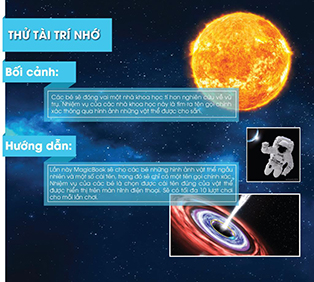 THỬ TÀI TRÍ NHỚ
Bối cảnh:
Các bé sẽ đóng vai một nhà khoa học tí hon nghiên cứu về vũ
trụ. Nhiệm vụ của các nhà khoa học này là tìm ra tên gọi chính
xác thông qua hình ảnh những vật thể được cho sẵn.
Hướng dẫn:
Lần này MagicBook sẽ cho các bé những hình ảnh vật thể ngẫu
nhiên và một số cái tên, trong đó sẽ ghi có một tên gọi chính xác.
Nhiệm vụ của các bé là chọn được cái tên đúng của vật thể
được hiển thị trên màn hình điện thoại. Sẽ có tối đa 10 lượt chơi
cho mỗi lần chơi.